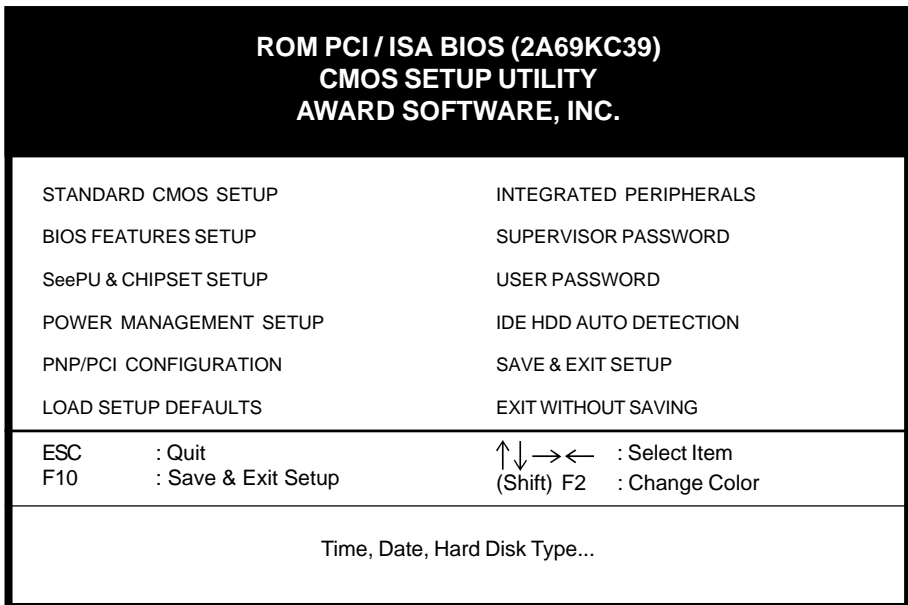 ROM PCI / ISA BIOS (2A69KC39)
CMOS SETUP UTILITY
AWARD SOFTWARE, INC.
STANDARD CMOS SETUP
INTEGRATED PERIPHERALS
BIOS FEATURES SETUP
SUPERVISOR PASSWORD
SeePU & CHIPSET SETUP
USER PASSWORD
POWER MANAGEMENT SETUP
IDE HDD AUTO DETECTION
PNP/PCI CONFIGURATION
SAVE & EXIT SETUP
LOAD SETUP DEFAULTS
EXIT WITHOUT SAVING
ESC : Quit
↑↓→← : Select Item
F10 : Save & Exit Setup
(Shift) F2 : Change Color
Time, Date, Hard Disk Type...